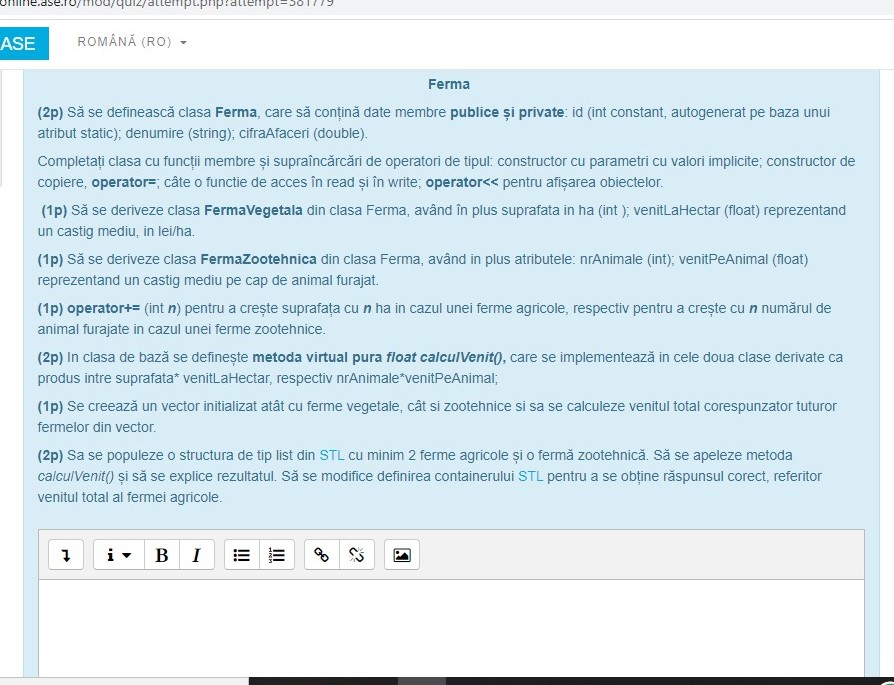 online.ase.ro/mod/quiz/attempt.php?attempt=381779
ASE ROMÂNĂ (RO)
Ferma
(2p) Să se definească clasa Ferma, care să conțină date membre publice și private: id (int constant, autogenerat pe baza unui
atribut static); denumire (string); cifraAfaceri (double).
Completați clasa cu funcții membre și supraîncărcări de operatori de tipul: constructor cu parametri cu valori implicite; constructor de
copiere, operator=; câte o functie de acces în read și în write; operator<< pentru afișarea obiectelor.
(1p) Să se deriveze clasa FermaVegetala din clasa Ferma, având în plus suprafata in ha (int ); venitLaHectar (float) reprezentand
un castig mediu, in lei/ha.
(1p) Să se deriveze clasa FermaZootehnica din clasa Ferma, având in plus atributele: nrAnimale (int); venitPeAnimal (float)
reprezentand un castig mediu pe cap de animal furajat.
(1p) operator+= (int n) pentru a crește suprafața cu n ha in cazul unei ferme agricole, respectiv pentru a crește cu n numărul de
animal furajate in cazul unei ferme zootehnice.
(2p) In clasa de bază se definește metoda virtual pura float calculVenit(), care se implementează in cele doua clase derivate ca
produs intre suprafata* venitLaHectar, respectiv nrAnimale*venitPeAnimal;
(1p) Se creează un vector initializat atât cu ferme vegetale, cât si zootehnice si sa se calculeze venitul total corespunzator tuturor
fermelor din vector.
(2p) Sa se populeze o structura de tip list din STL cu minim 2 ferme agricole și o fermă zootehnică. Să se apeleze metoda
calculVenit() și să se explice rezultatul. Să se modifice definirea containerului STL pentru a se obține răspunsul corect, referitor
venitul total al fermei agricole.
i B I